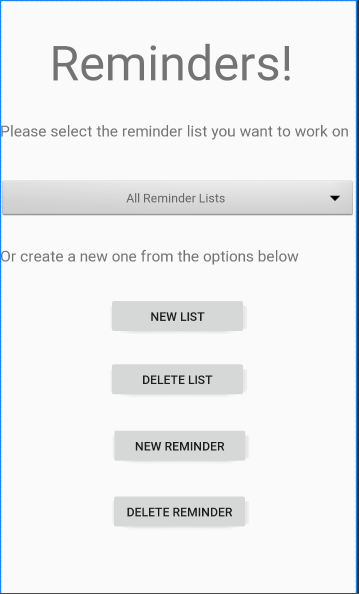 Reminders!
Please select the reminder list you want to work on
All Reminder Lists
Or create a new one from the options below
NEW LIST
DELETE LIST
NEW REMINDER
DELETE REMINDER